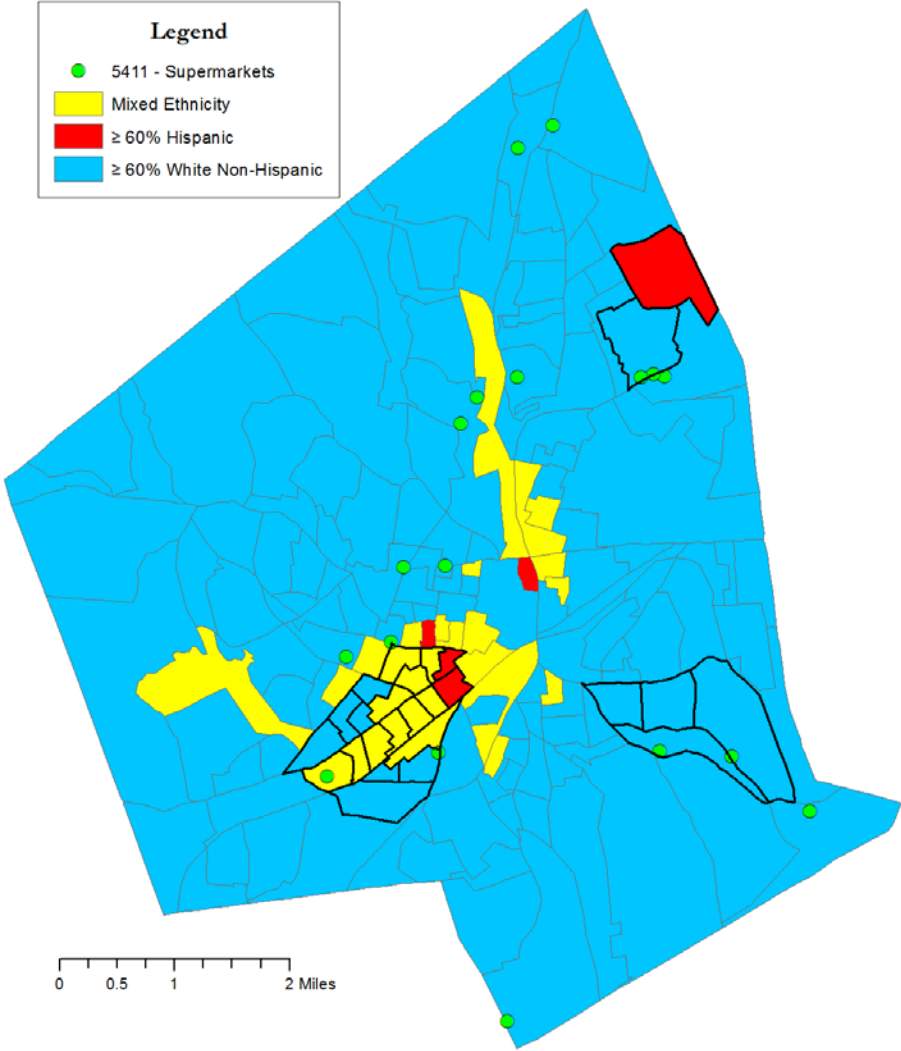 Legend
5411 - Supermarkets
Mixed Ethnicity
≥ 60% Hispanic
≥ 60% White Non-Hispanic
0 0.5 1 2 Miles